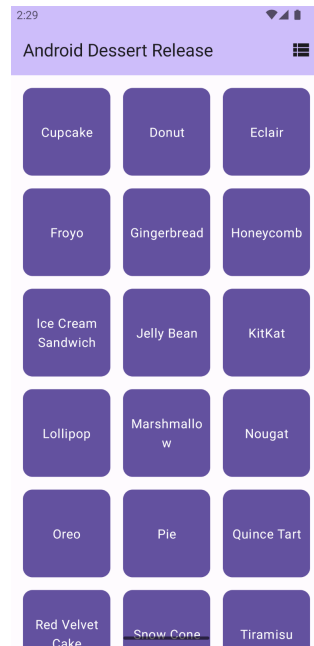 2:29
Android Dessert Release
Cupcake
Donut
Eclair
Froyo
Gingerbread
Honeycomb
Ice Cream
Sandwich
Jelly Bean
KitKat
Lollipop
Marshmallo
w
Nougat
Oreo
Pie
Quince Tart
Red Velvet
Cake
Snow Cone
Tiramisu